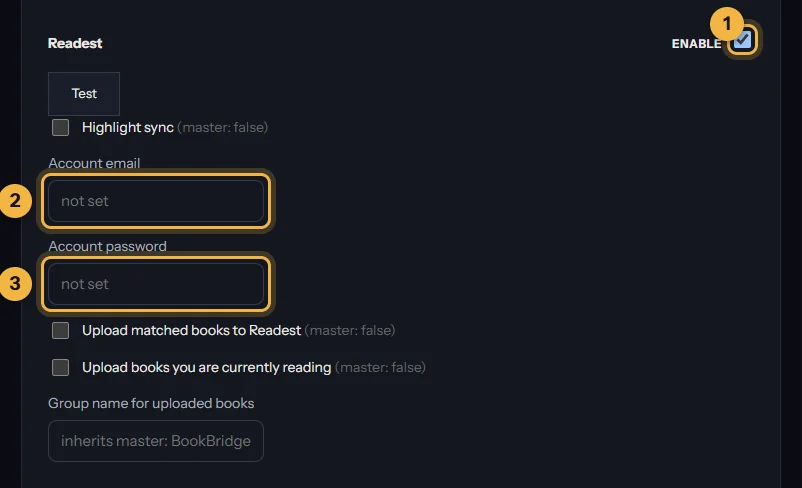 1
Readest
ENABLE
Test
Highlight sync (master: false)
Account email
2
not set
Account password
3
not set
Upload matched books to Readest (master: false)
Upload books you are currently reading (master: false)
Group name for uploaded books
inherits master: BookBridge